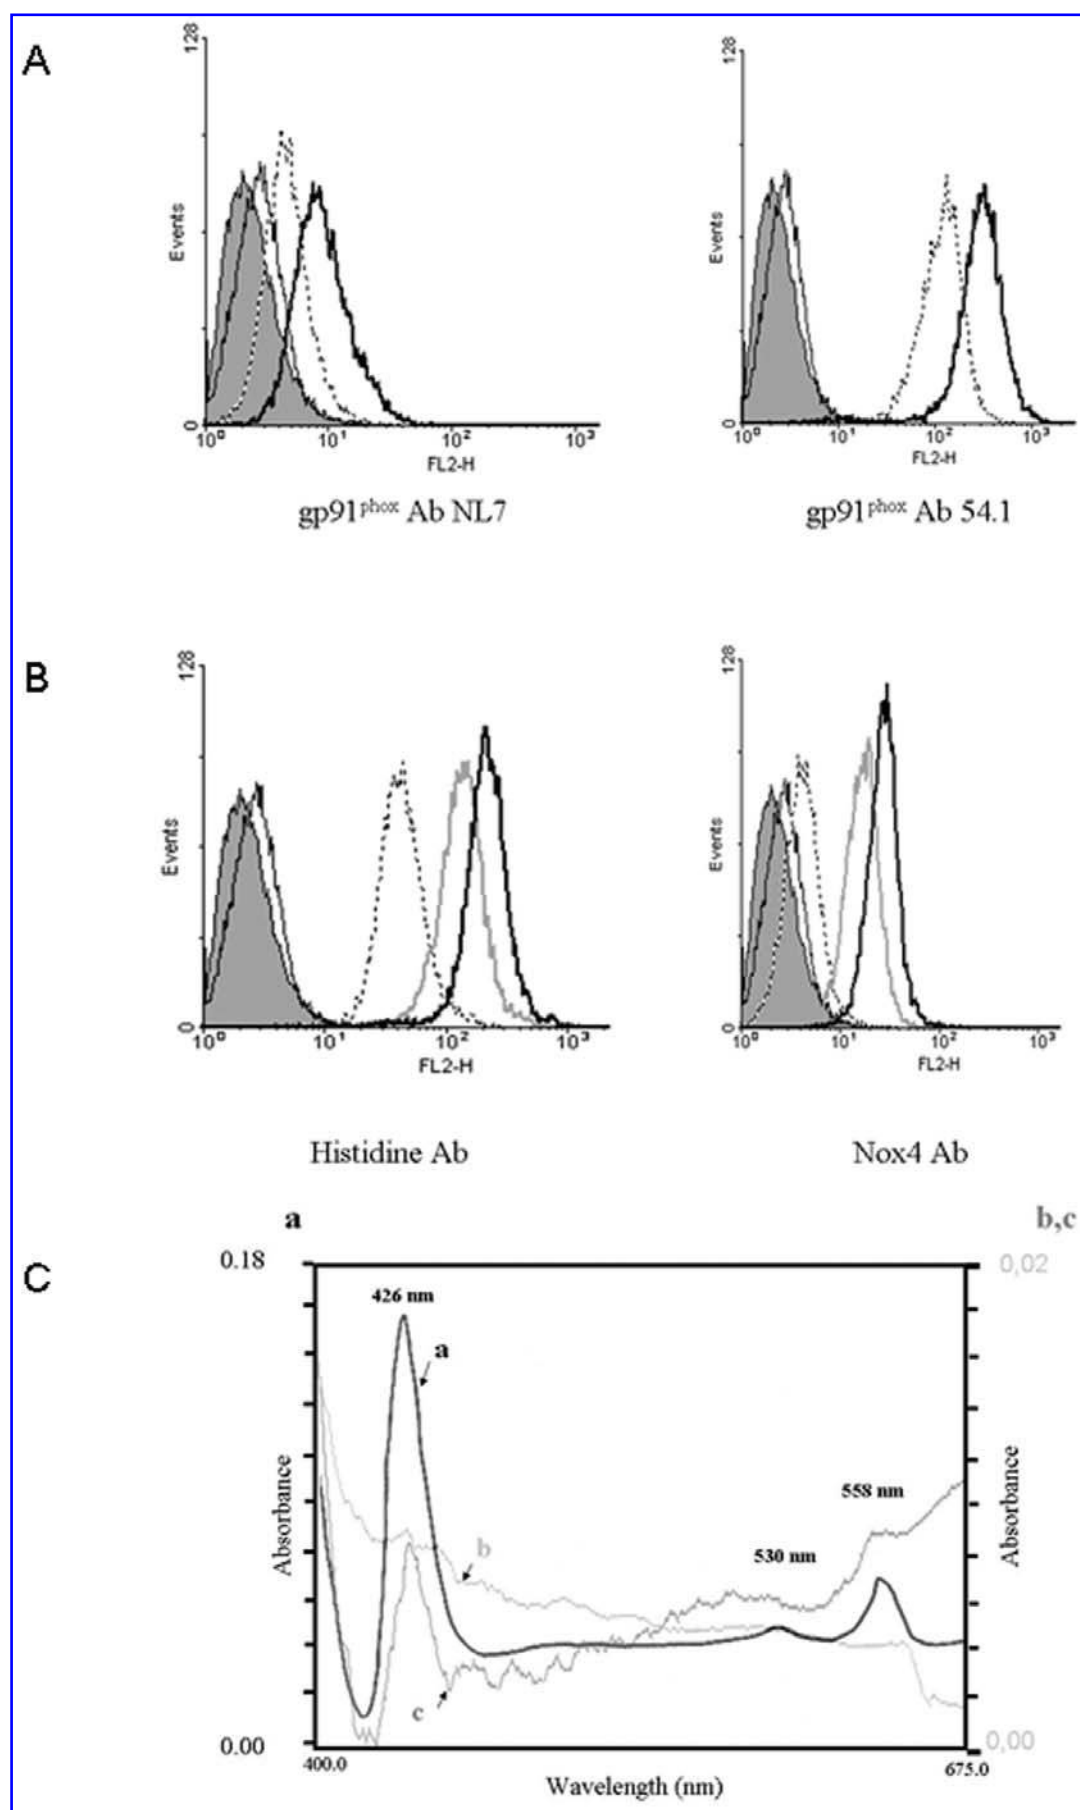 A
128
Events
0
10⁰ 10¹ 10² 10³
FL2-H
gp91phox Ab NL7
128
Events
0
10⁰ 10¹ 10² 10³
FL2-H
gp91phox Ab 54.1
B
128
Events
0
10⁰ 10¹ 10² 10³
FL2-H
Histidine Ab
128
Events
0
10⁰ 10¹ 10² 10³
FL2-H
Nox4 Ab
a
b,c
C
0.18
0,02
426 nm
a
558 nm
530 nm
b
c
Absorbance
Absorbance
0.00
0,00
400.0
675.0
Wavelength (nm)